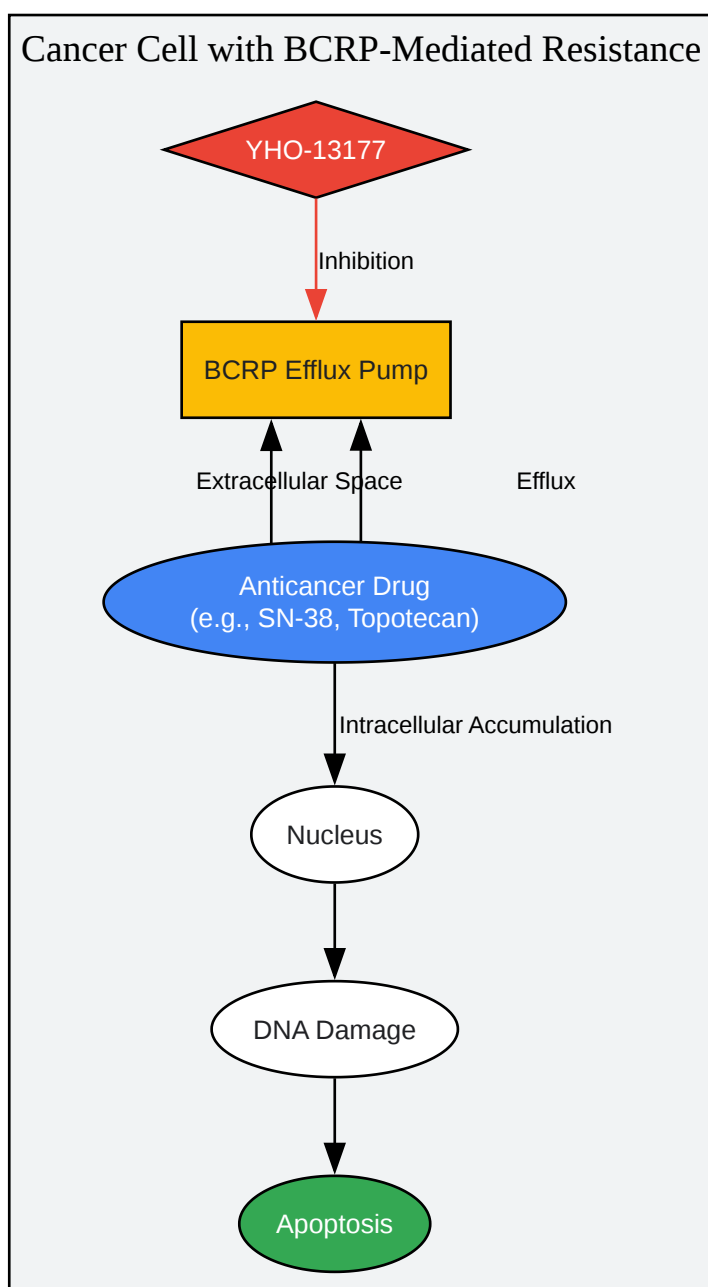 Cancer Cell with BCRP-Mediated Resistance
YHO-13177
Inhibition
BCRP Efflux Pump
Extracellular Space
Efflux
Anticancer Drug
(e.g., SN-38, Topotecan)
Intracellular Accumulation
Nucleus
DNA Damage
Apoptosis